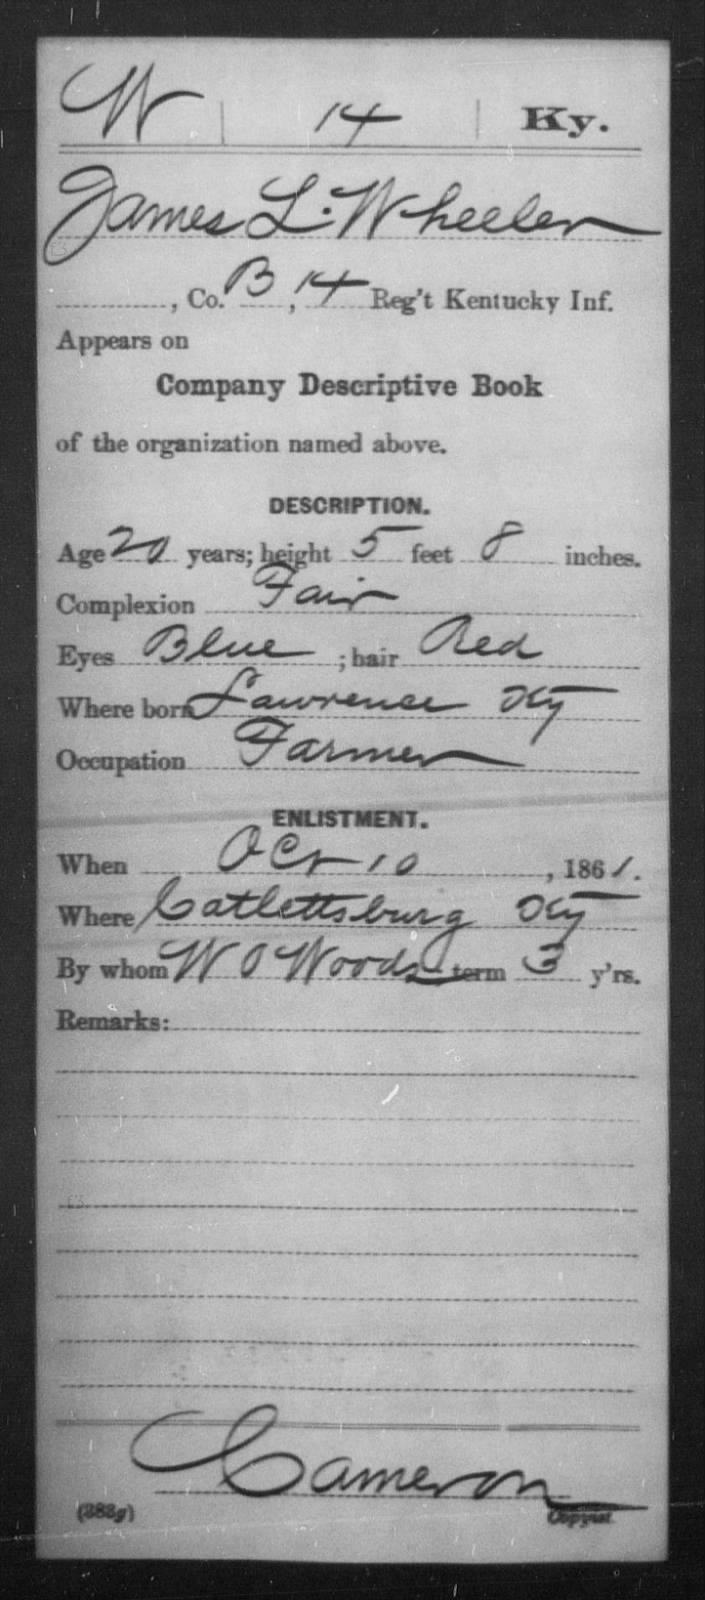 W | 14 | Ky.
James L. Wheeler
, Co. B, 14 Reg't Kentucky Inf.
Appears on
Company Descriptive Book
of the organization named above.
DESCRIPTION.
Age 20 years; height 5 feet 8 inches.
Complexion Fair
Eyes Blue ; hair Red
Where born Lawrence Ky
Occupation Farmer
ENLISTMENT.
When Oct 10, 1861.
Where Catlettsburg Ky
By whom W O Woods term 3 y'rs.
Remarks:
Cameron
(383g) Copyist.